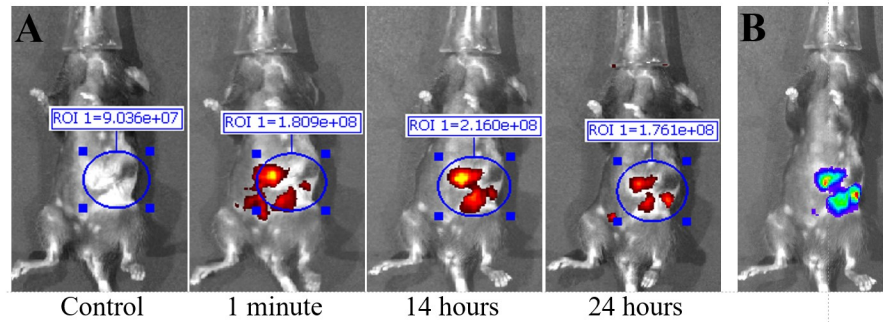 A
B
ROI 1=9.036e+07
ROI 1=1.809e+08
ROI 1=2.160e+08
ROI 1=1.761e+08
Control
1 minute
14 hours
24 hours